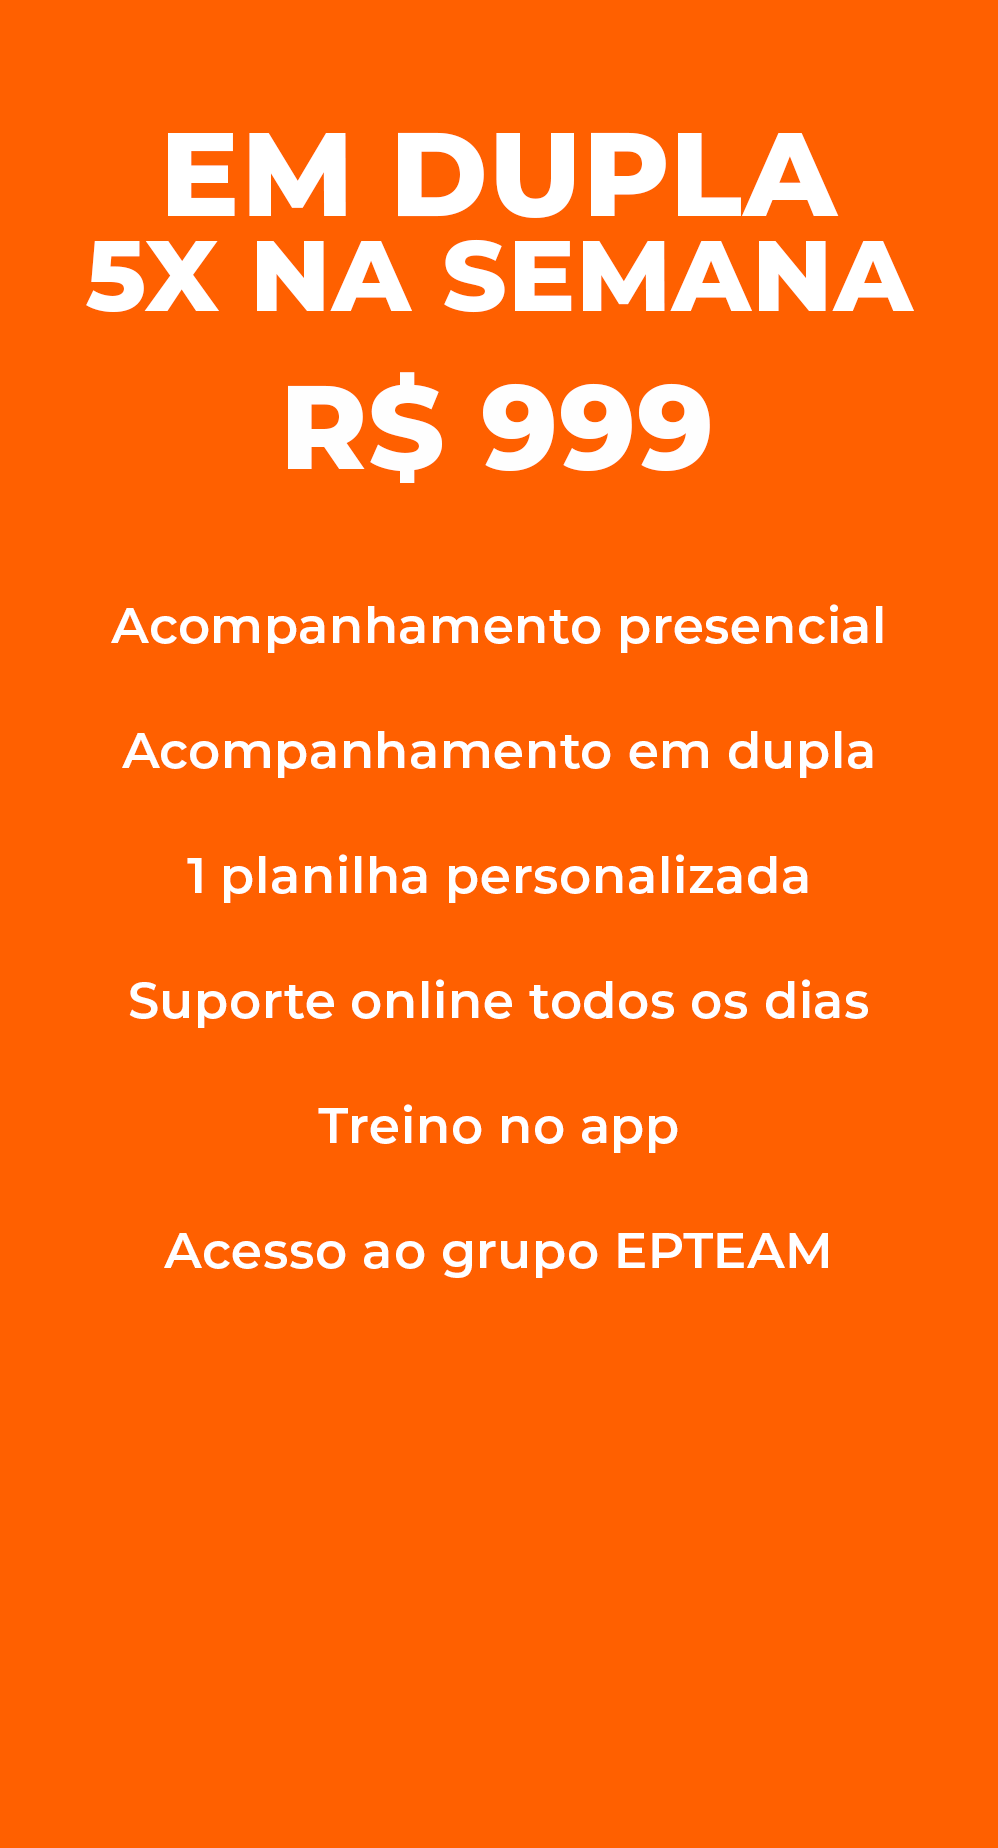 EM DUPLA
5X NA SEMANA
R$ 999
Acompanhamento presencial
Acompanhamento em dupla
1 planilha personalizada
Suporte online todos os dias
Treino no app
Acesso ao grupo EPTEAM